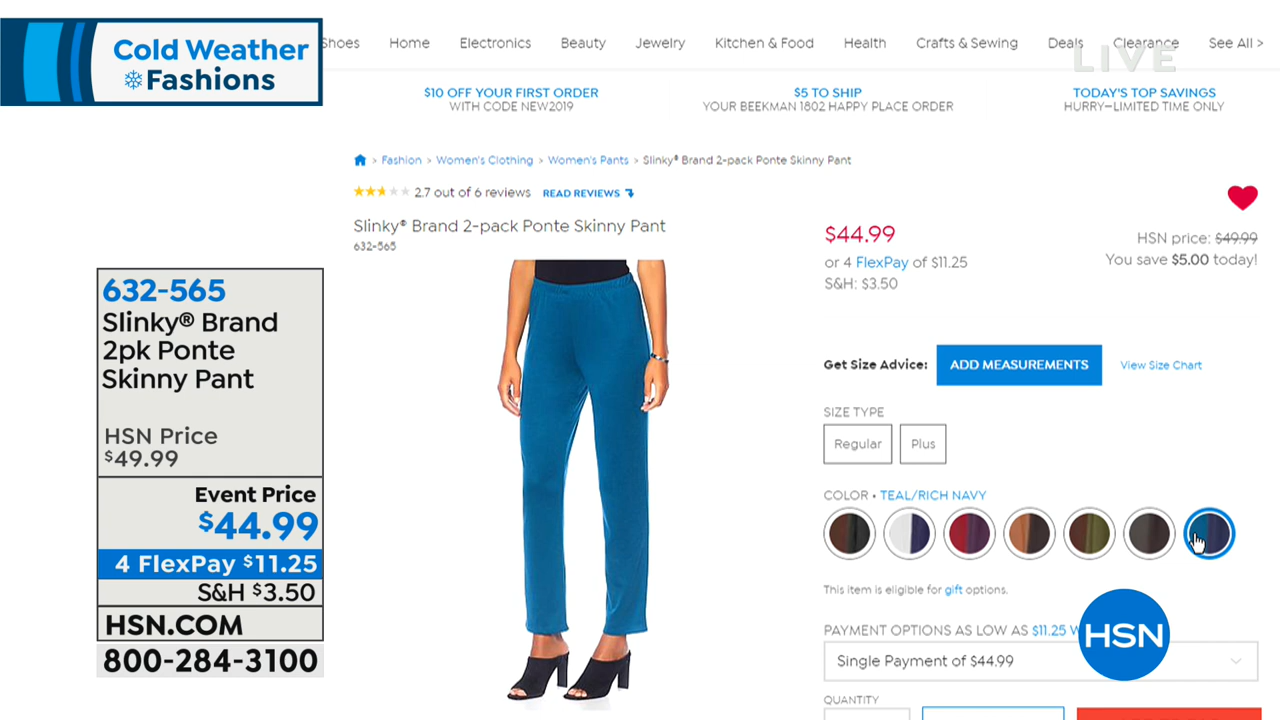 Cold Weather
Fashions
Shoes Home Electronics Beauty Jewelry Kitchen & Food Health Crafts & Sewing Deals Clearance See All >
LIVE
$10 OFF YOUR FIRST ORDER
WITH CODE NEW2019
$5 TO SHIP
YOUR BEEKMAN 1802 HAPPY PLACE ORDER
TODAY'S TOP SAVINGS
HURRY—LIMITED TIME ONLY
> Fashion > Women's Clothing > Women's Pants > Slinky® Brand 2-pack Ponte Skinny Pant
2.7 out of 6 reviews READ REVIEWS
Slinky® Brand 2-pack Ponte Skinny Pant
632-565
$44.99
or 4 FlexPay of $11.25
S&H: $3.50
HSN price: $49.99
You save $5.00 today!
632-565
Slinky® Brand
2pk Ponte
Skinny Pant
HSN Price
$49.99
Event Price
$44.99
4 FlexPay $11.25
S&H $3.50
HSN.COM
800-284-3100
Get Size Advice: ADD MEASUREMENTS View Size Chart
SIZE TYPE
Regular Plus
COLOR • TEAL/RICH NAVY
This item is eligible for gift options.
PAYMENT OPTIONS AS LOW AS $11.25 W
HSN
Single Payment of $44.99
QUANTITY